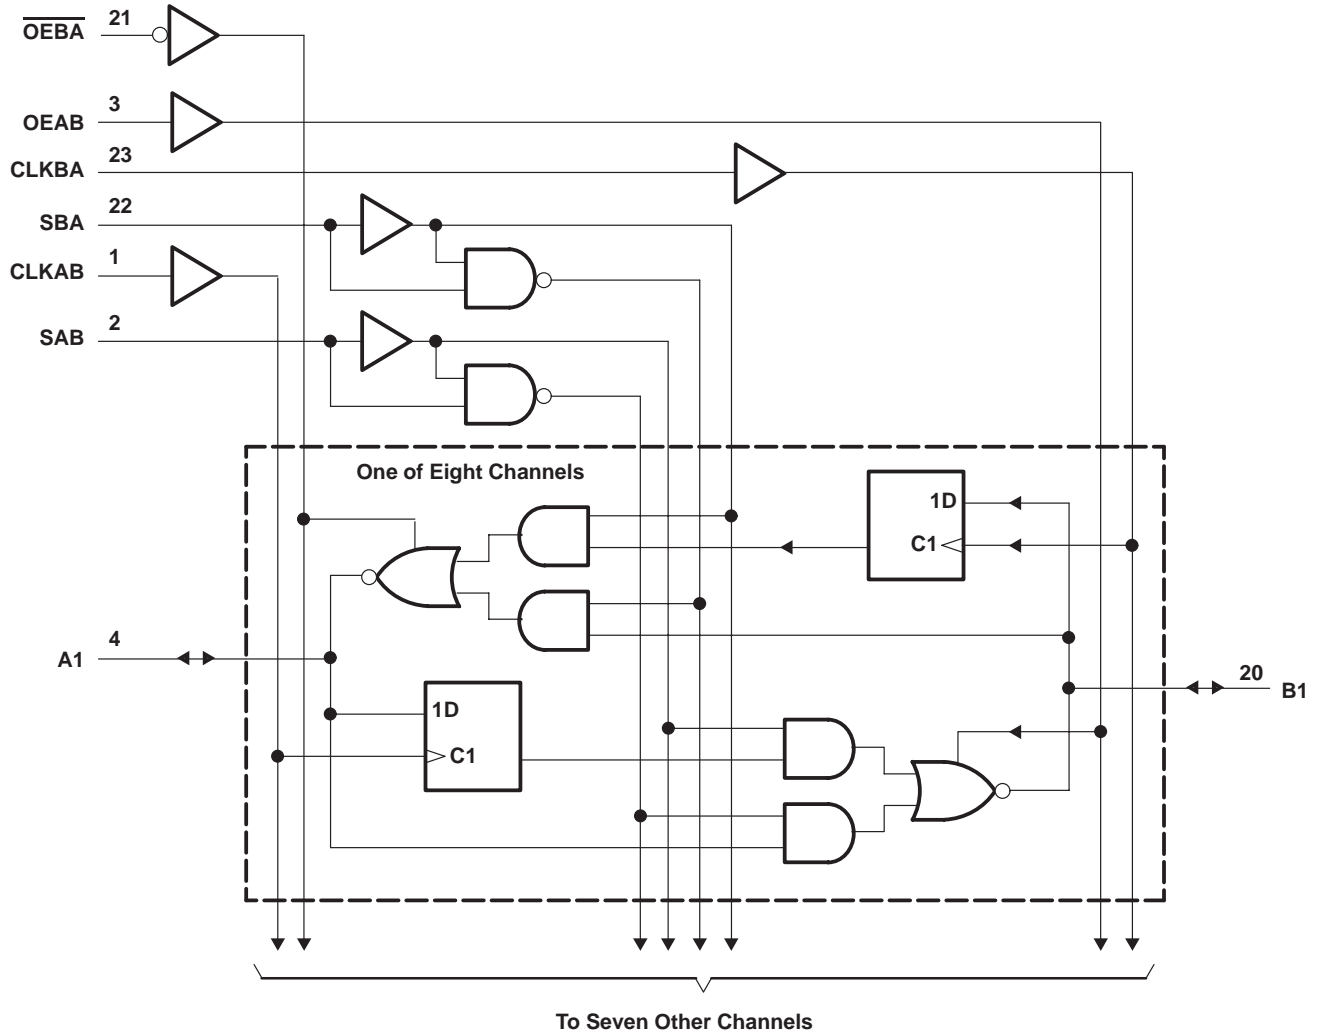 OEBA 21
OEAB 3
CLKBA 23
SBA 22
CLKAB 1
SAB 2
One of Eight Channels
1D
C1
A1 4
1D
C1
20 B1
To Seven Other Channels